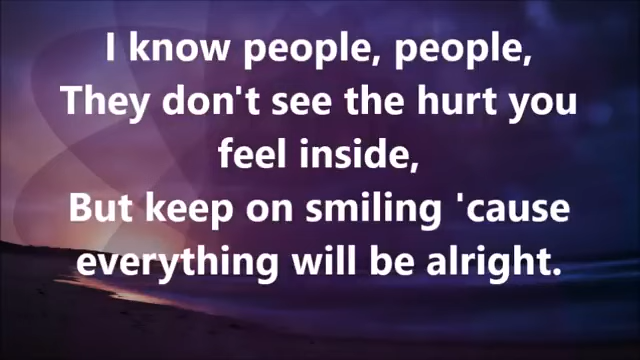 I know people, people,
They don't see the hurt you
feel inside,
But keep on smiling 'cause
everything will be alright.